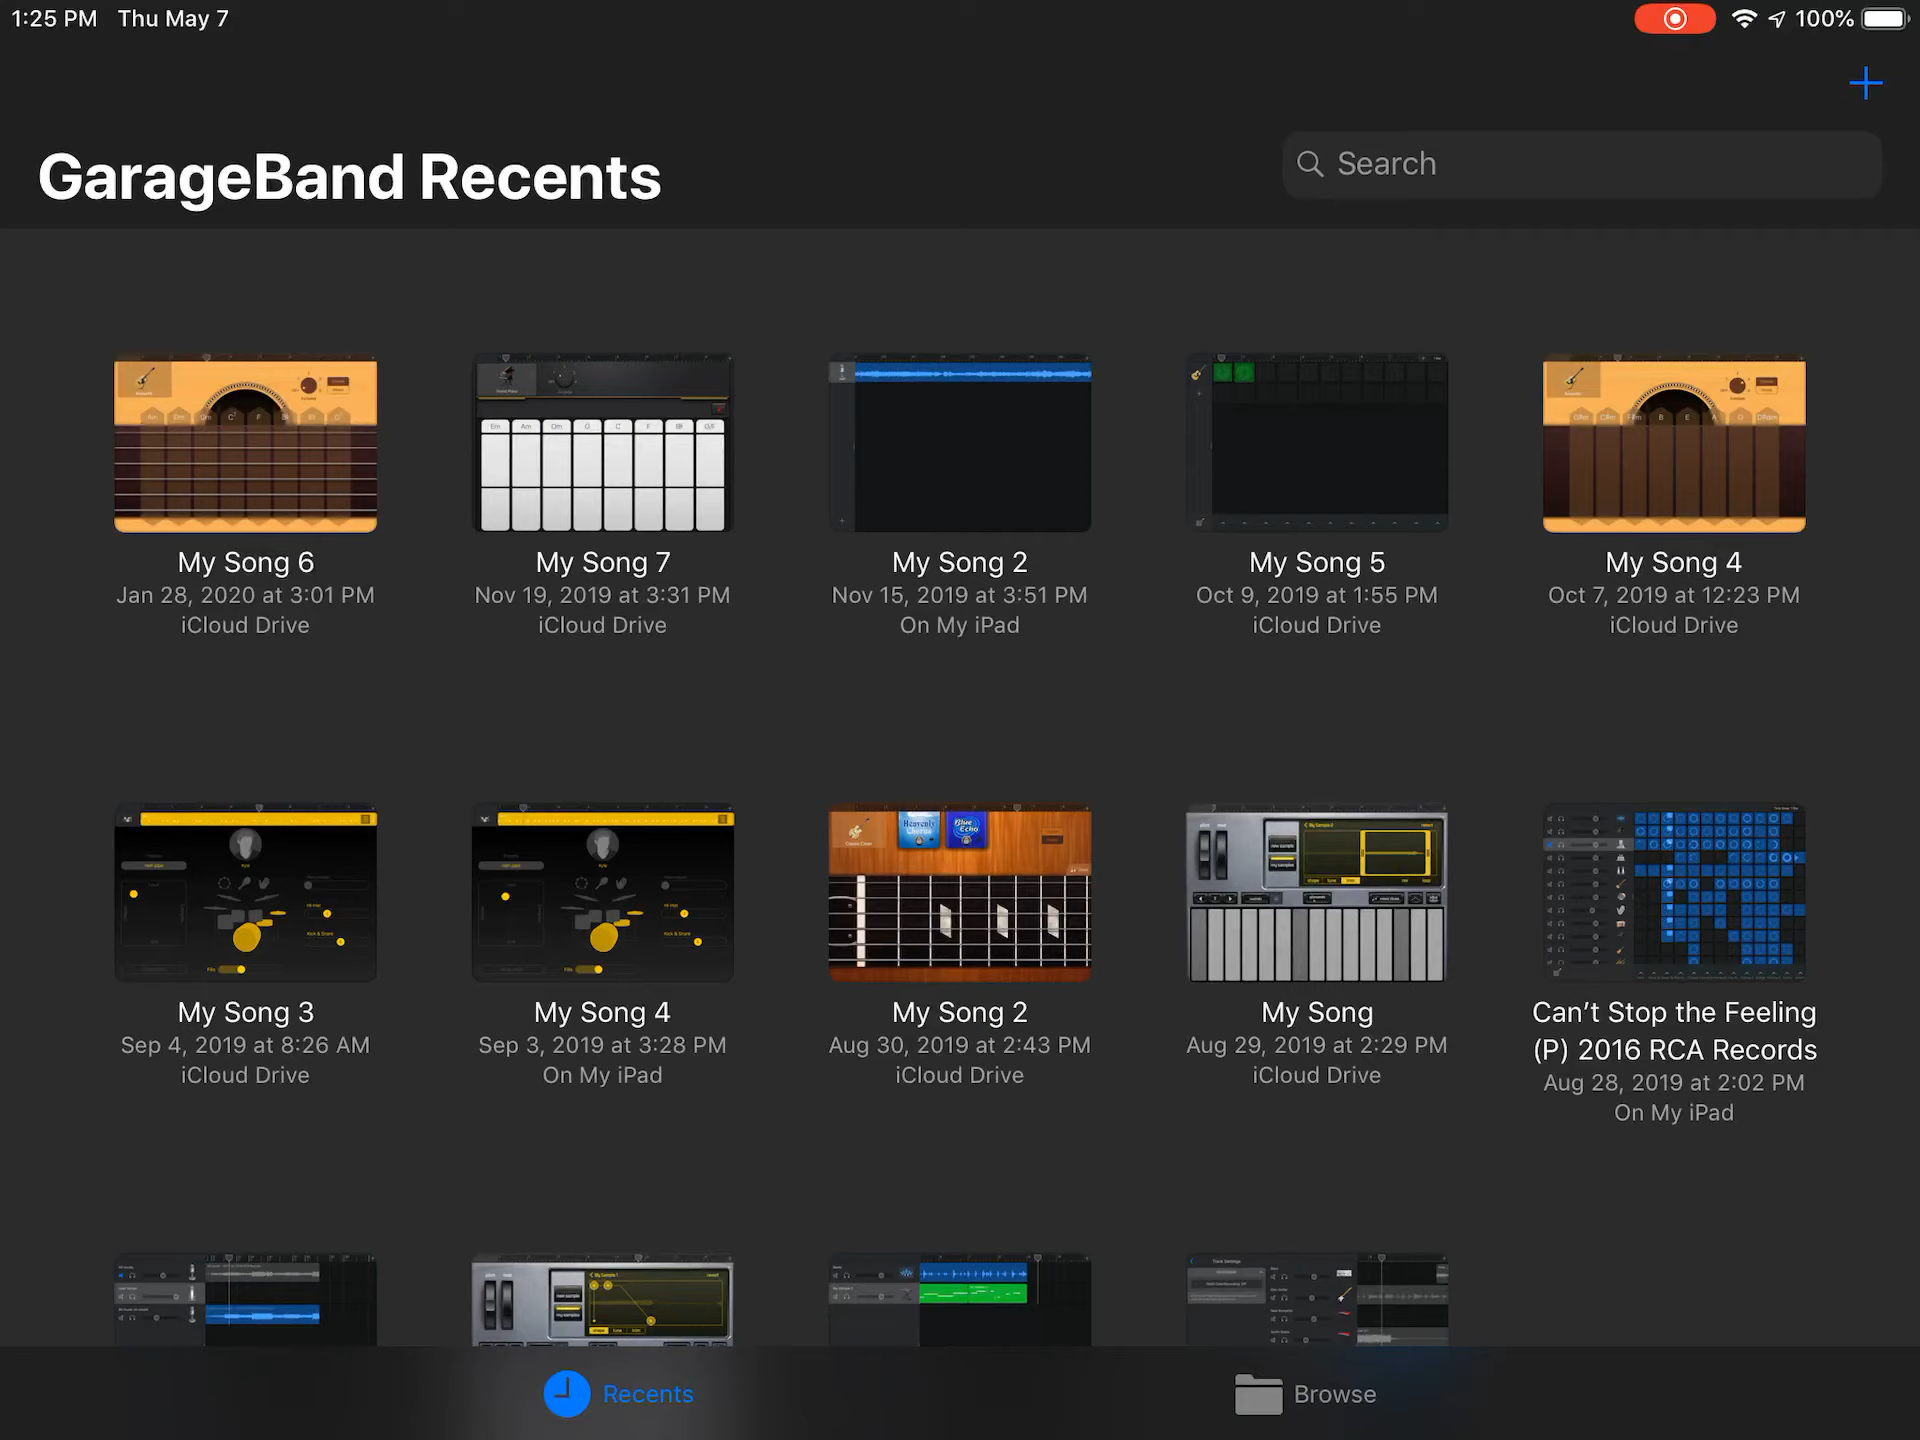 1:25 PM Thu May 7
100%
GarageBand Recents
Search
My Song 6
Jan 28, 2020 at 3:01 PM
iCloud Drive
My Song 7
Nov 19, 2019 at 3:31 PM
iCloud Drive
My Song 2
Nov 15, 2019 at 3:51 PM
On My iPad
My Song 5
Oct 9, 2019 at 1:55 PM
iCloud Drive
My Song 4
Oct 7, 2019 at 12:23 PM
iCloud Drive
Heavenly
Chorus
Blue
Echo
My Song 3
Sep 4, 2019 at 8:26 AM
iCloud Drive
My Song 4
Sep 3, 2019 at 3:28 PM
On My iPad
My Song 2
Aug 30, 2019 at 2:43 PM
iCloud Drive
My Song
Aug 29, 2019 at 2:29 PM
iCloud Drive
Can’t Stop the Feeling
(P) 2016 RCA Records
Aug 28, 2019 at 2:02 PM
On My iPad
Track Settings
Recents
Browse